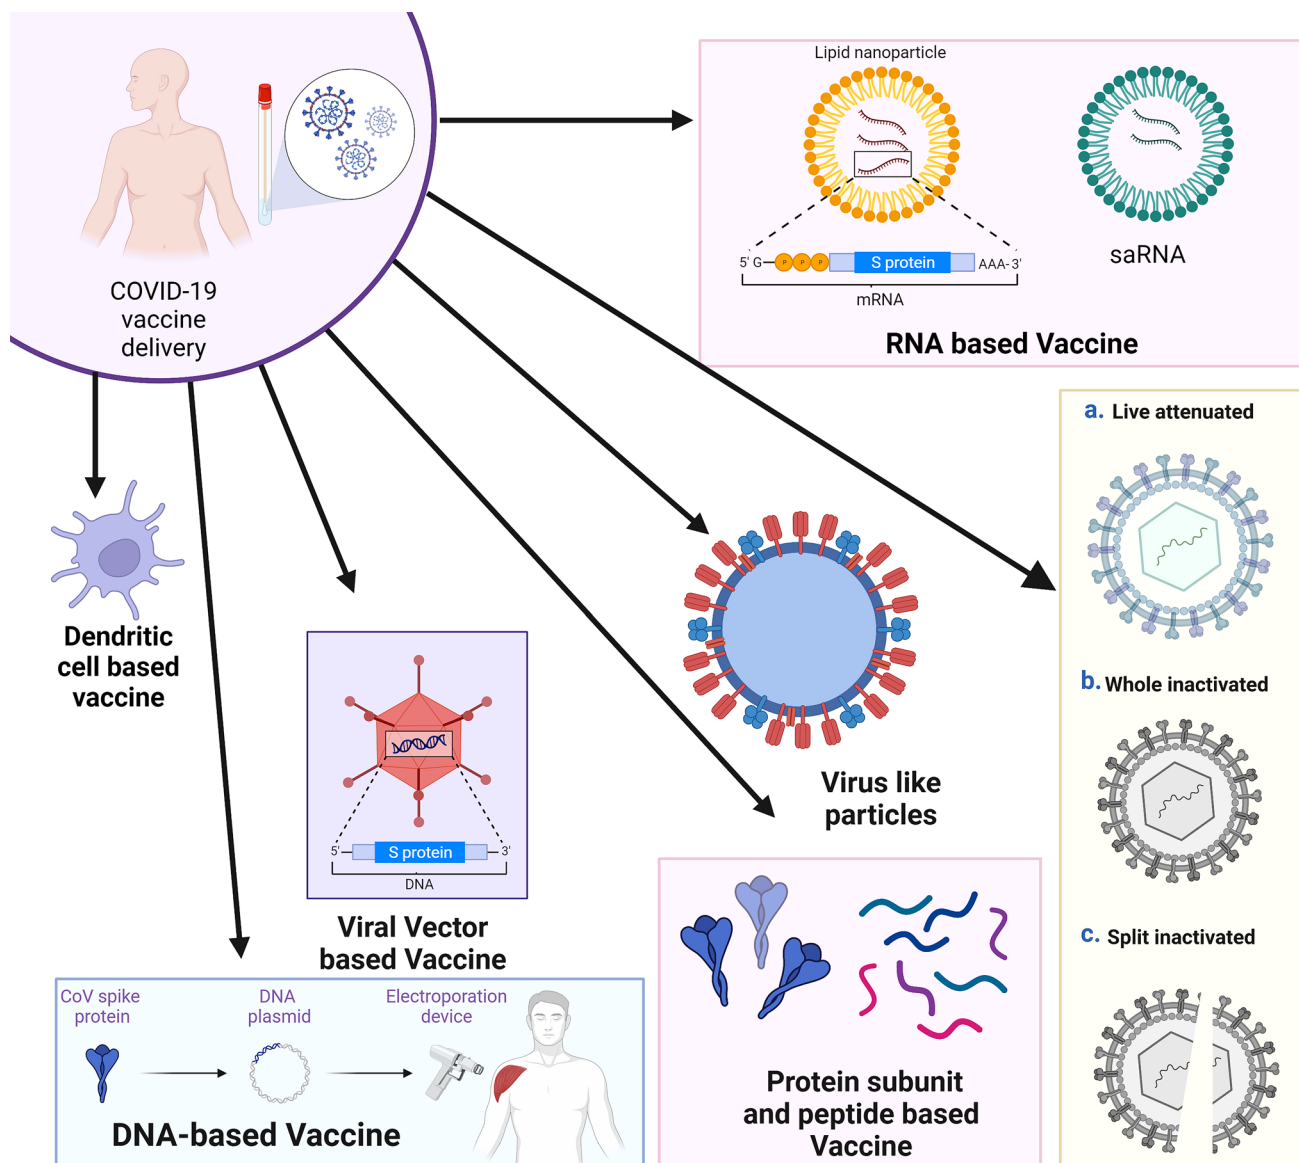 COVID-19
vaccine
delivery
Lipid nanoparticle
5' G
P P P
S protein
AAA-3'
mRNA
saRNA
RNA based Vaccine
a. Live attenuated
b. Whole inactivated
c. Split inactivated
Dendritic
cell based
vaccine
5'
S protein
3'
DNA
Viral Vector
based Vaccine
Virus like
particles
CoV spike
protein
DNA
plasmid
Electroporation
device
DNA-based Vaccine
Protein subunit
and peptide based
Vaccine